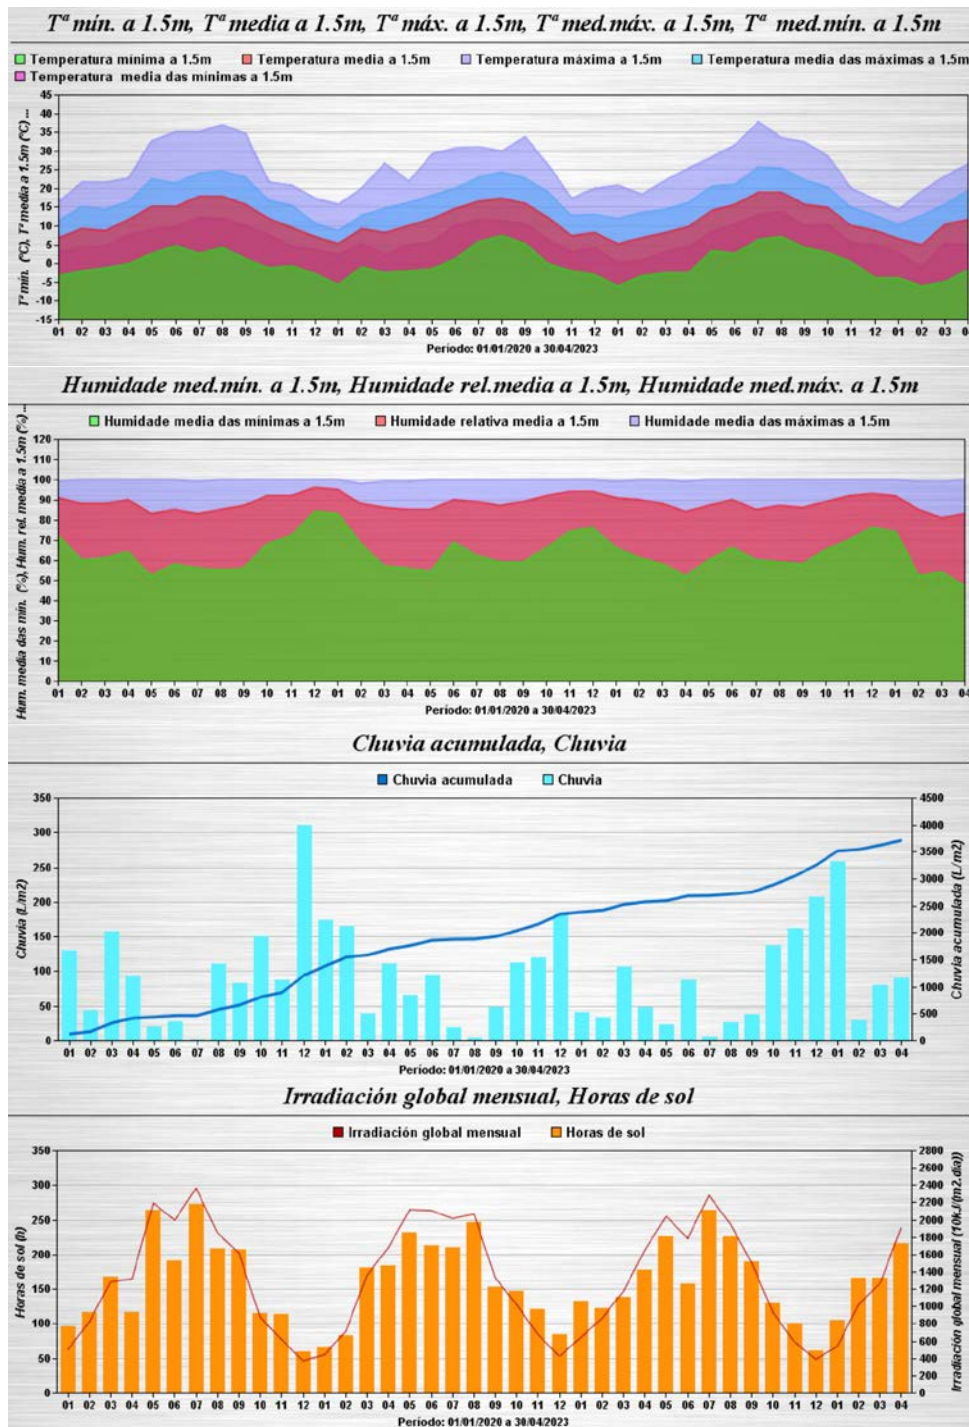 Tª mín. a 1.5m, Tª media a 1.5m, Tª máx. a 1.5m, Tª med.máx. a 1.5m, Tª med.mín. a 1.5m
Temperatura mínima a 1.5m Temperatura media a 1.5m Temperatura máxima a 1.5m Temperatura media das máximas a 1.5m
Temperatura media das mínimas a 1.5m
Tª mín. (ºC), Tª media a 1.5m (ºC) ...
45
40
35
30
25
20
15
10
5
0
-5
-10
-15
01 02 03 04 05 06 07 08 09 10 11 12 01 02 03 04 05 06 07 08 09 10 11 12 01 02 03 04 05 06 07 08 09 10 11 12 01 02 03 04
Período: 01/01/2020 a 30/04/2023
Humidade med.mín. a 1.5m, Humidade rel.media a 1.5m, Humidade med.máx. a 1.5m
Humidade media das mínimas a 1.5m Humidade relativa media a 1.5m Humidade media das máximas a 1.5m
Hum. media das mín. (%), Hum. rel. media a 1.5m (%) ...
120
110
100
90
80
70
60
50
40
30
20
10
0
01 02 03 04 05 06 07 08 09 10 11 12 01 02 03 04 05 06 07 08 09 10 11 12 01 02 03 04 05 06 07 08 09 10 11 12 01 02 03 04
Período: 01/01/2020 a 30/04/2023
Chuvia acumulada, Chuvia
Chuvia acumulada Chuvia
Chuvia (L/m2)
Chuvia acumulada (L/m2)
350 4500
300 4000
250 3500
200 3000
150 2500
100 2000
50 1500
0 1000
500
0
01 02 03 04 05 06 07 08 09 10 11 12 01 02 03 04 05 06 07 08 09 10 11 12 01 02 03 04 05 06 07 08 09 10 11 12 01 02 03 04
Período: 01/01/2020 a 30/04/2023
Irradiación global mensual, Horas de sol
Irradiación global mensual Horas de sol
Horas de sol (h)
Irradiación global mensual (10kJ/(m2.día))
350 2800
300 2600
250 2400
200 2200
150 2000
100 1800
50 1600
0 1400
1200
1000
800
600
400
200
0
01 02 03 04 05 06 07 08 09 10 11 12 01 02 03 04 05 06 07 08 09 10 11 12 01 02 03 04 05 06 07 08 09 10 11 12 01 02 03 04
Período: 01/01/2020 a 30/04/2023